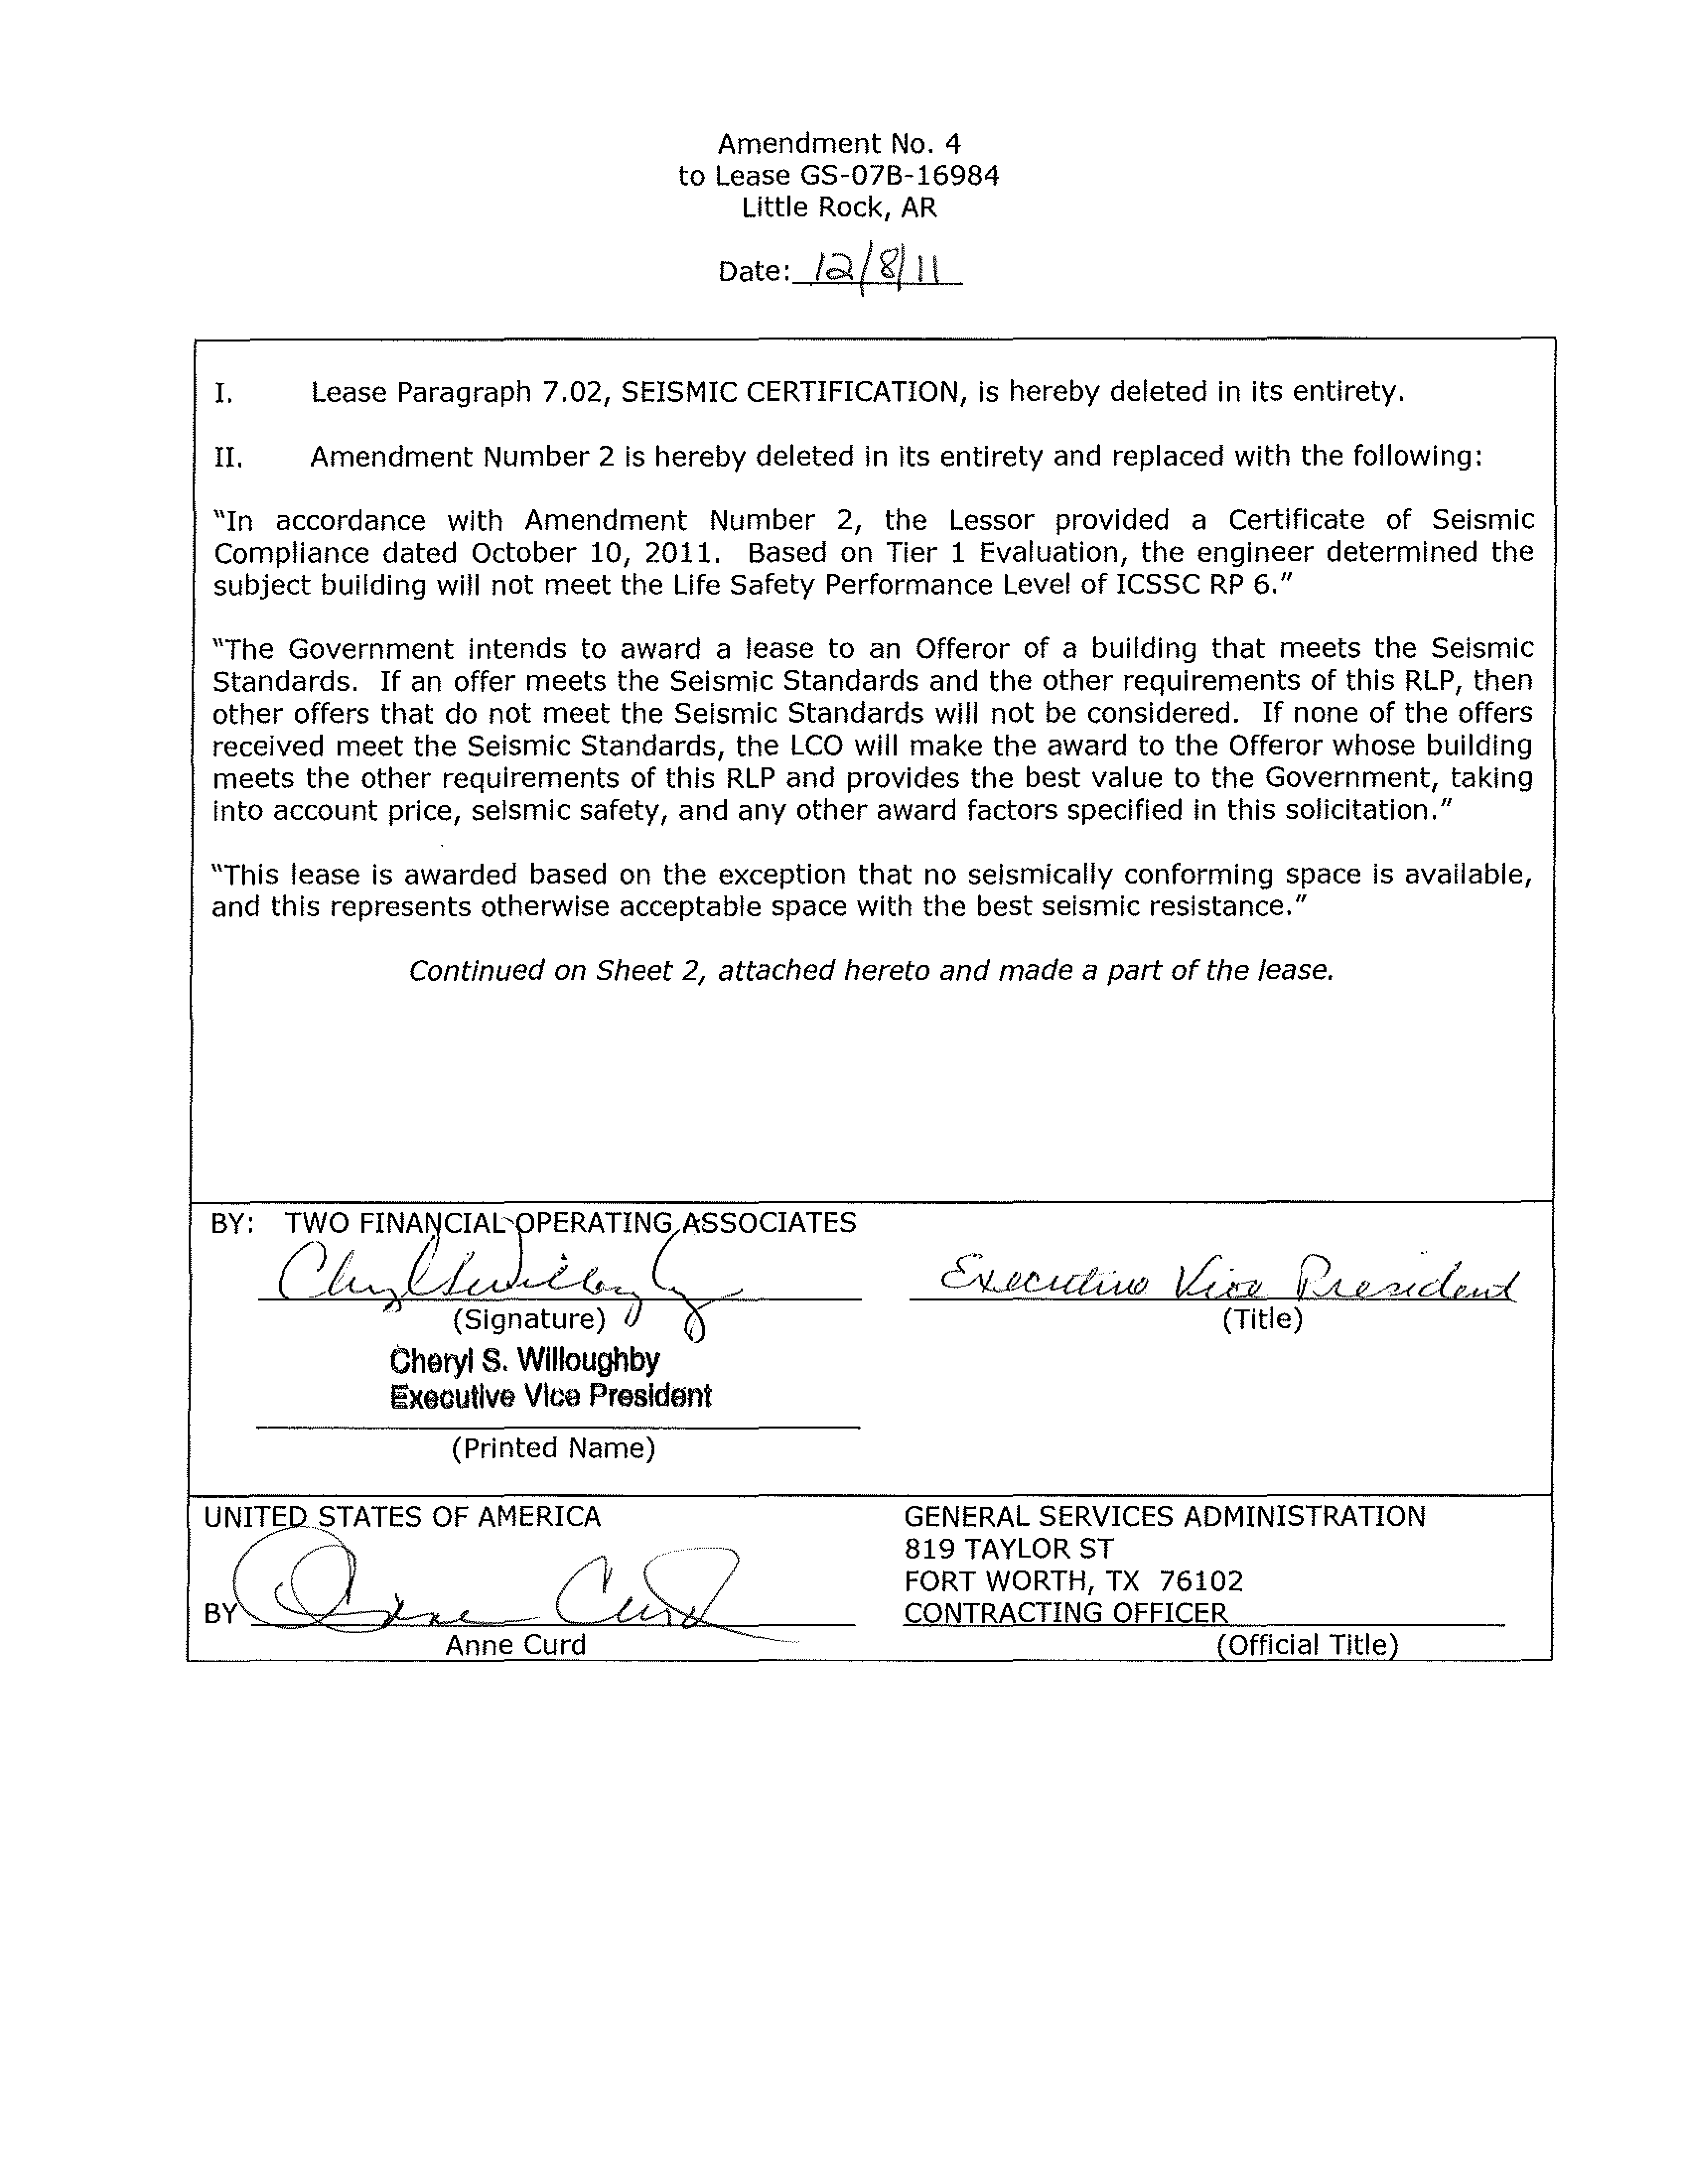 Amendment No. 4
to Lease GS-07B-16984
Little Rock, AR
Date: 12/8/11
I. Lease Paragraph 7.02, SEISMIC CERTIFICATION, is hereby deleted in its entirety.
II. Amendment Number 2 is hereby deleted in its entirety and replaced with the following:
"In accordance with Amendment Number 2, the Lessor provided a Certificate of Seismic
Compliance dated October 10, 2011. Based on Tier 1 Evaluation, the engineer determined the
subject building will not meet the Life Safety Performance Level of ICSSC RP 6."
"The Government intends to award a lease to an Offeror of a building that meets the Seismic
Standards. If an offer meets the Seismic Standards and the other requirements of this RLP, then
other offers that do not meet the Seismic Standards will not be considered. If none of the offers
received meet the Seismic Standards, the LCO will make the award to the Offeror whose building
meets the other requirements of this RLP and provides the best value to the Government, taking
into account price, seismic safety, and any other award factors specified in this solicitation."
"This lease is awarded based on the exception that no seismically conforming space is available,
and this represents otherwise acceptable space with the best seismic resistance."
Continued on Sheet 2, attached hereto and made a part of the lease.
BY: TWO FINANCIAL OPERATING ASSOCIATES
Cheryl S Willoughby Executive Vice President
(Signature) (Title)
Cheryl S. Willoughby
Executive Vice President
(Printed Name)
UNITED STATES OF AMERICA GENERAL SERVICES ADMINISTRATION
819 TAYLOR ST
FORT WORTH, TX 76102
BY Anne Curd CONTRACTING OFFICER
Anne Curd (Official Title)